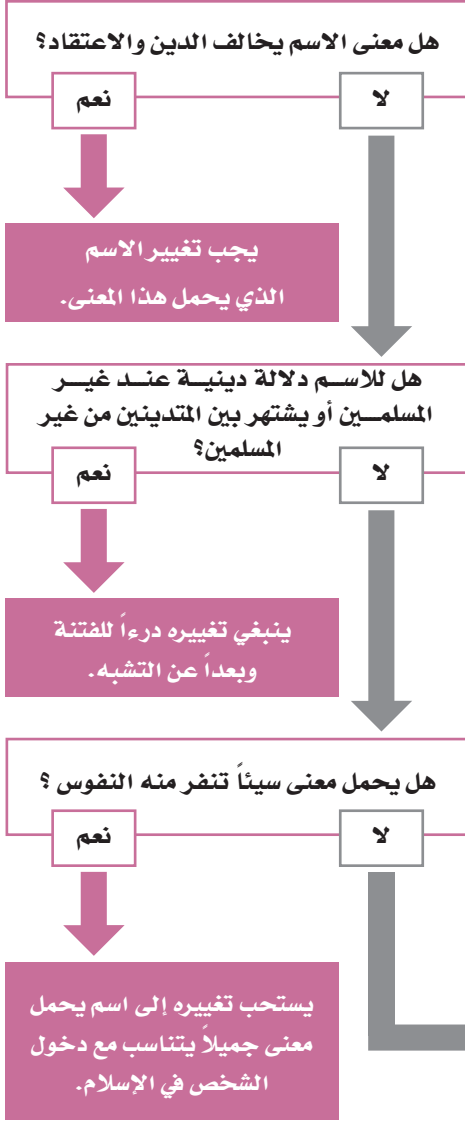 هل معنى الاسم يخالف الدين والاعتقاد؟
لا
نعم
يجب تغيير الاسم
الذي يحمل هذا المعنى.
هل للاسم دلالة دينية عند غير
المسلمين أو يشتهر بين المتدينين من غير
المسلمين؟
لا
نعم
ينبغي تغييره درءاً للفتنة
وبعداً عن التشبه.
هل يحمل معنى سيئاً تنفر منه النفوس ؟
لا
نعم
يستحب تغييره إلى اسم يحمل
معنى جميلاً يتناسب مع دخول
الشخص في الإسلام.